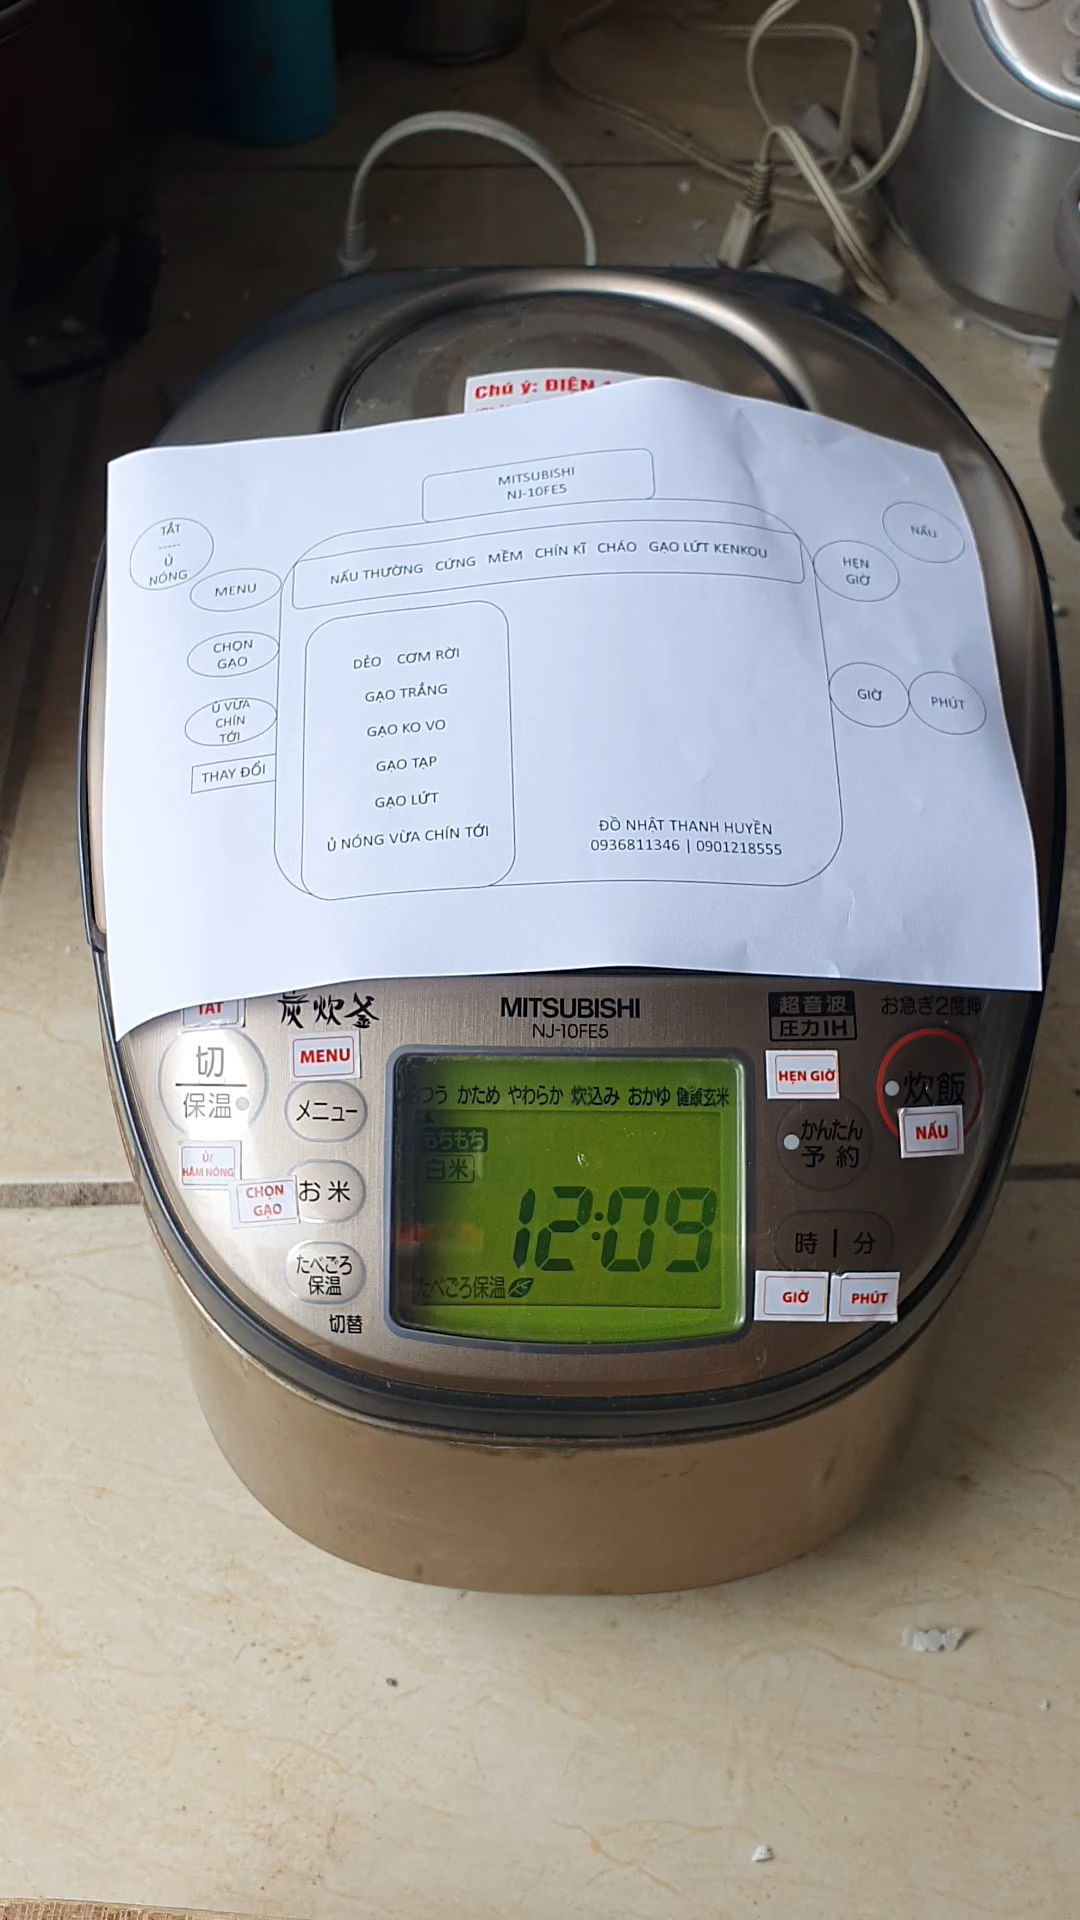 Chú ý: ĐIỆN
MITSUBISHI
NJ-10FE5
TẮT
-----
Ủ
NÓNG
MENU
CHỌN
GẠO
Ủ VỪA
CHÍN
TỚI
THAY ĐỔI
NẤU THƯỜNG CỨNG MỀM CHÍN KĨ CHÁO GẠO LỨT KENKOU
DẺO CƠM RỜI
GẠO TRẮNG
GẠO KO VO
GẠO TẠP
GẠO LỨT
Ủ NÓNG VỪA CHÍN TỚI
NẤU
HẸN
GIỜ
GIỜ
PHÚT
ĐỒ NHẬT THANH HUYỀN
0936811346 | 0901218555
TẮT
炭炊釜
MITSUBISHI
NJ-10FE5
超音波
圧力IH
お急ぎ2度押
切
保温
MENU
メニュー
Ủ/
HÂM NÓNG
CHỌN
GẠO
お米
たべごろ
保温
切替
つう かため やわらか 炊込み おかゆ 健康玄米
もちもち
白米
12:09
たべごろ保温
HẸN GIỜ
かんたん
予約
炊飯
NẤU
時 | 分
GIỜ
PHÚT